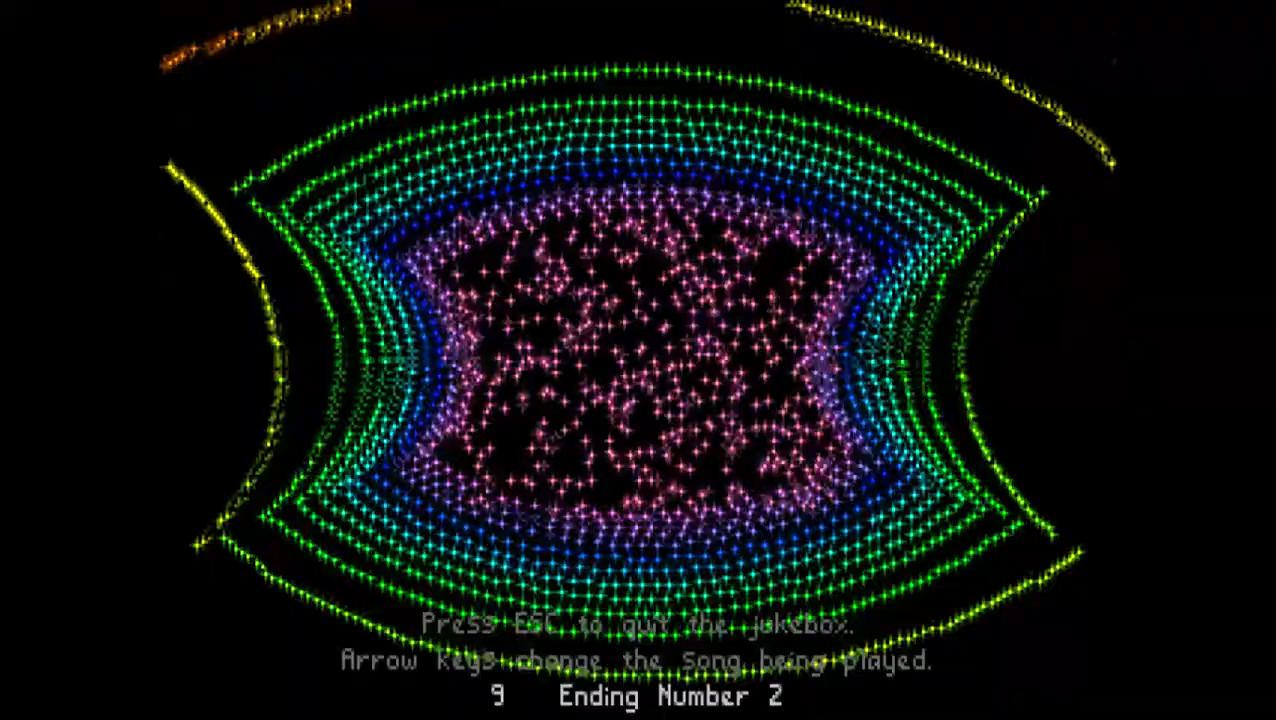 Press ESC to quit the jukebox.
Arrow keys change the song being played.
9 Ending Number 2